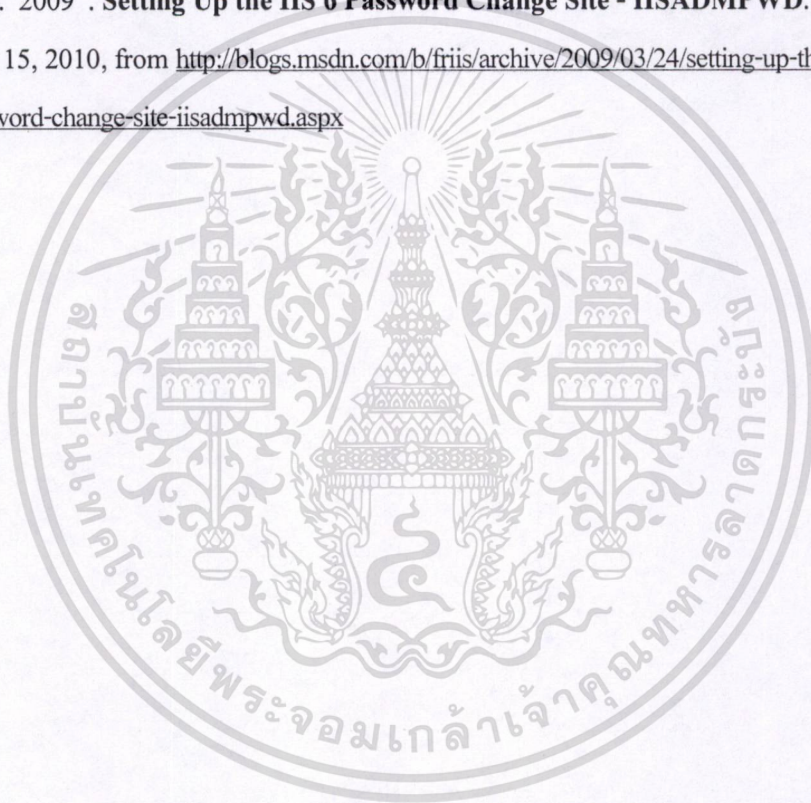 . "2009". Setting Up the IIS 6 Password Change Site - IISADMPWD.
15, 2010, from http://blogs.msdn.com/b/friis/archive/2009/03/24/setting-up-th
word-change-site-iisadmpwd.aspx
๔
สถาบันเทคโนโลยีพระจอมเกล้าเจ้าคุณทหารลาดกระบัง